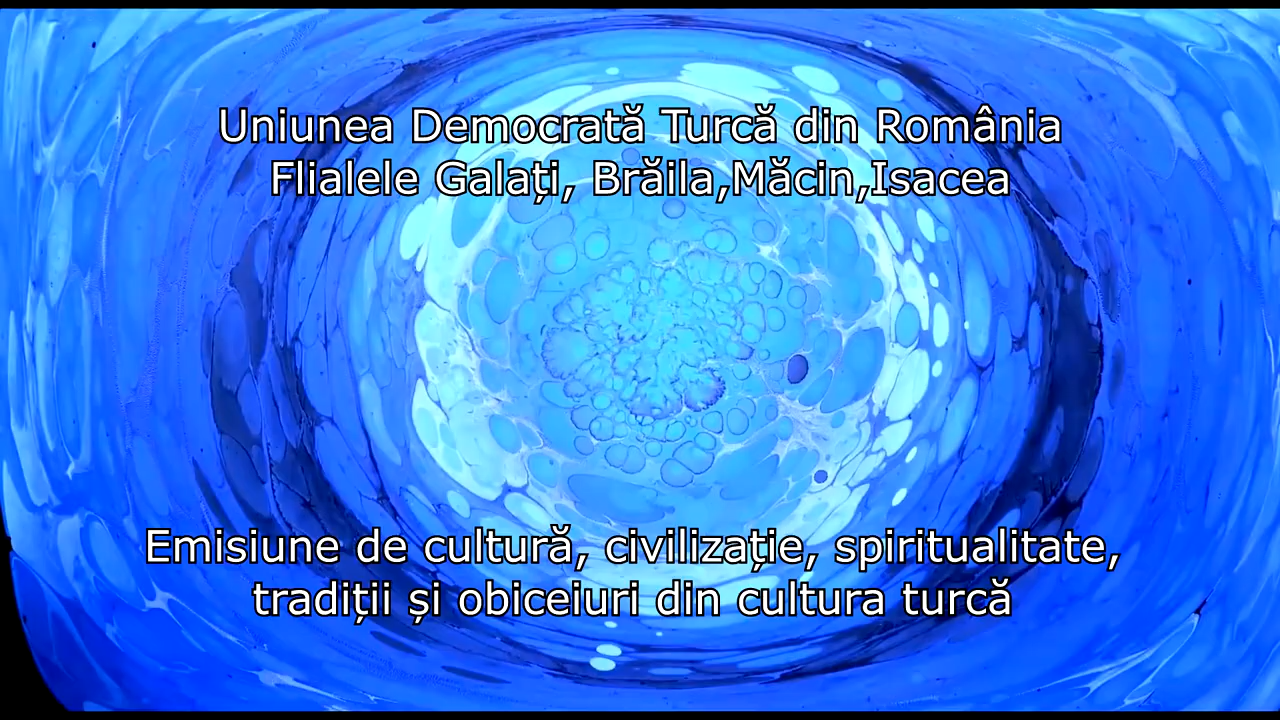 Uniunea Democrată Turcă din România
Flialele Galați, Brăila,Măcin,Isacea
Emisiune de cultură, civilizație, spiritualitate,
tradiții și obiceiuri din cultura turcă